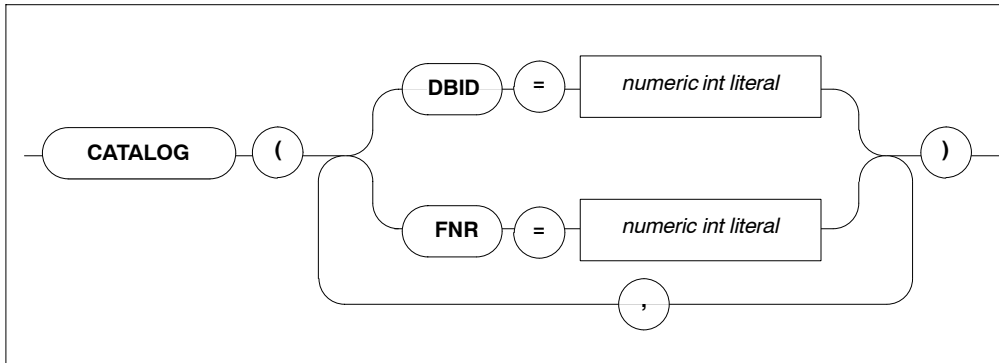 DBID = numeric int literal
CATALOG ( )
FNR = numeric int literal
,